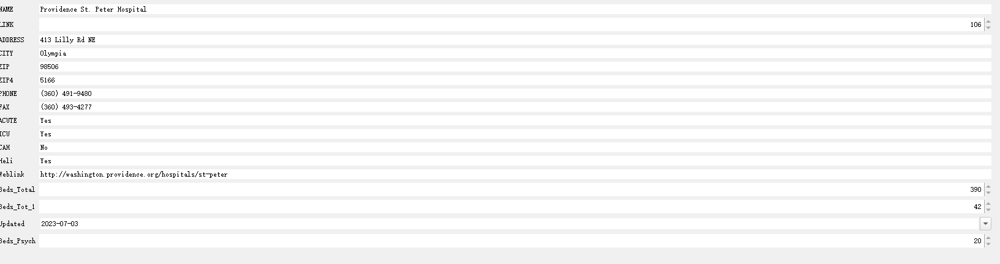 NAME Providence St. Peter Hospital
LINK 106
ADDRESS 413 Lilly Rd NE
CITY Olympia
ZIP 98506
ZIP4 5166
PHONE (360) 491-9480
FAX (360) 493-4277
ACUTE Yes
ICU Yes
CAH No
Heli Yes
Weblink http://washington.providence.org/hospitals/st-peter
Beds_Total 390
Beds_Tot_1 42
Updated 2023-07-03
Beds_Psych 20